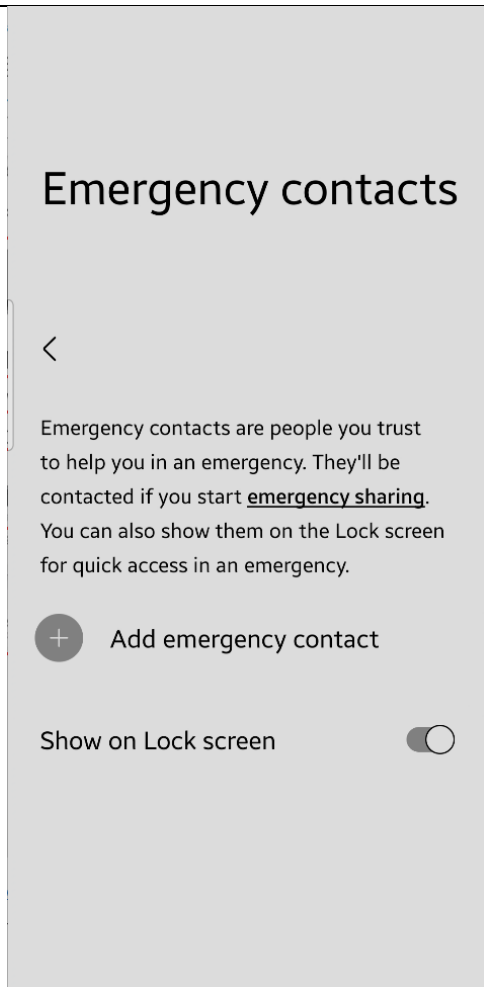 Emergency contacts
Emergency contacts are people you trust
to help you in an emergency. They'll be
contacted if you start emergency sharing.
You can also show them on the Lock screen
for quick access in an emergency.
Add emergency contact
Show on Lock screen